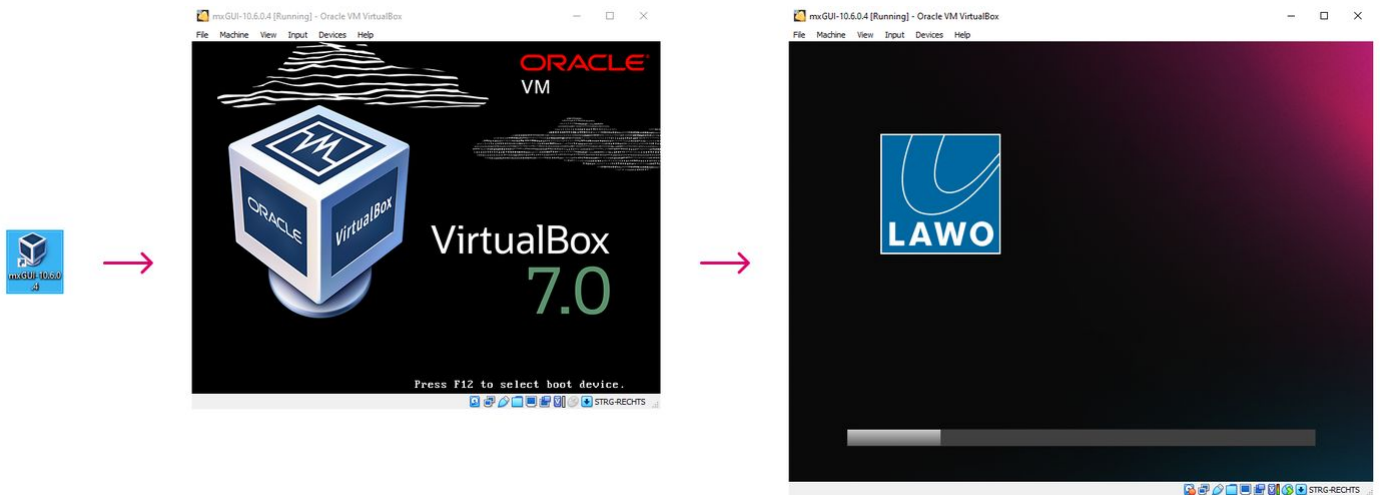 mxGUI-10.6.0
.4
mxGUI-10.6.0.4 [Running] - Oracle VM VirtualBox
File Machine View Input Devices Help
ORACLE
VM
ORACLE
VirtualBox
VirtualBox
7.0
Press F12 to select boot device.
STRG-RECHTS
mxGUI-10.6.0.4 [Running] - Oracle VM VirtualBox
File Machine View Input Devices Help
LAWO
STRG-RECHTS